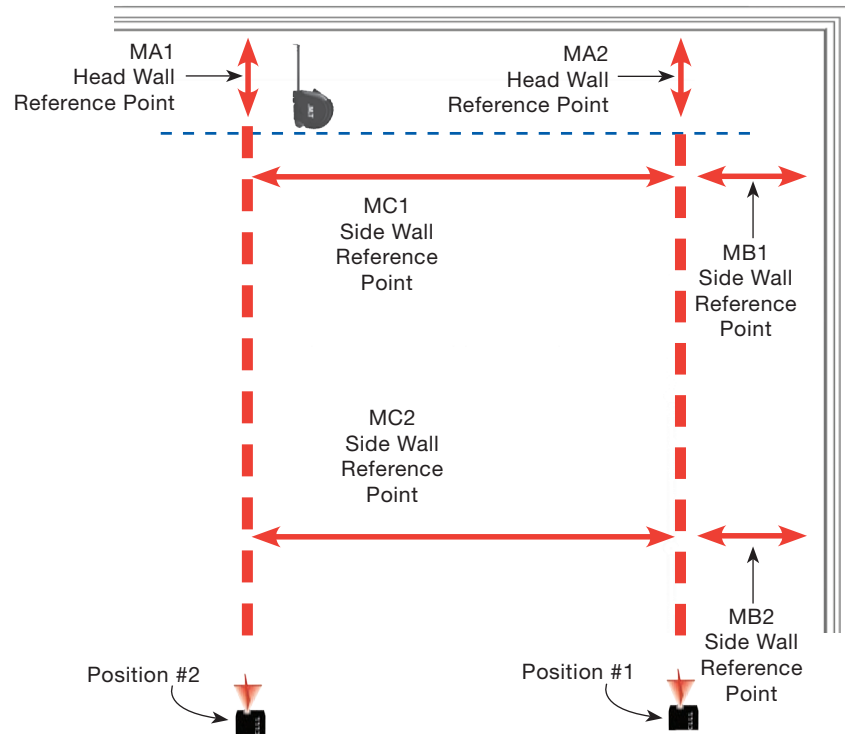 MA1
Head Wall
Reference Point
MA2
Head Wall
Reference Point
MC1
Side Wall
Reference
Point
MB1
Side Wall
Reference
Point
MC2
Side Wall
Reference
Point
MB2
Side Wall
Reference
Point
Position #2
Position #1